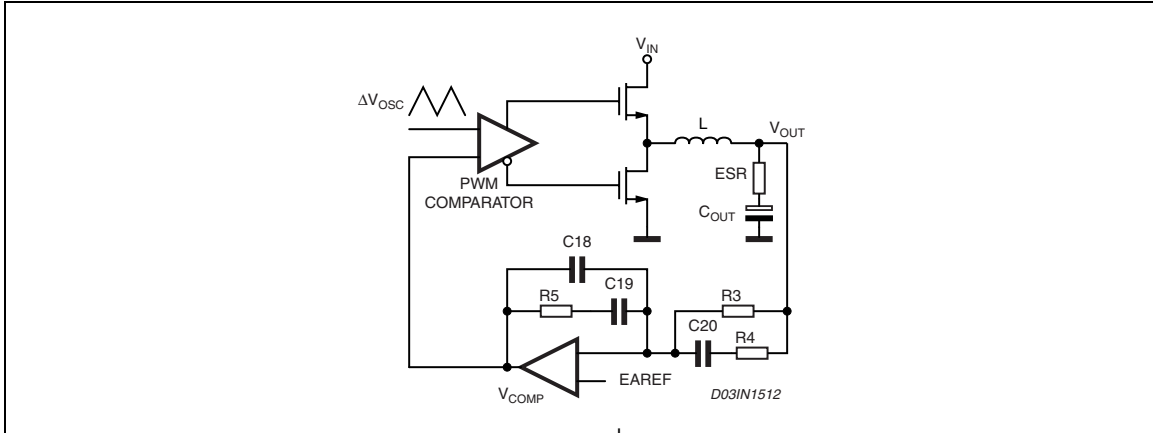 V_IN
ΔV_OSC
L
V_OUT
ESR
PWM
COMPARATOR
C_OUT
C18
C19
R5
R3
C20
R4
EAREF
V_COMP
D03IN1512